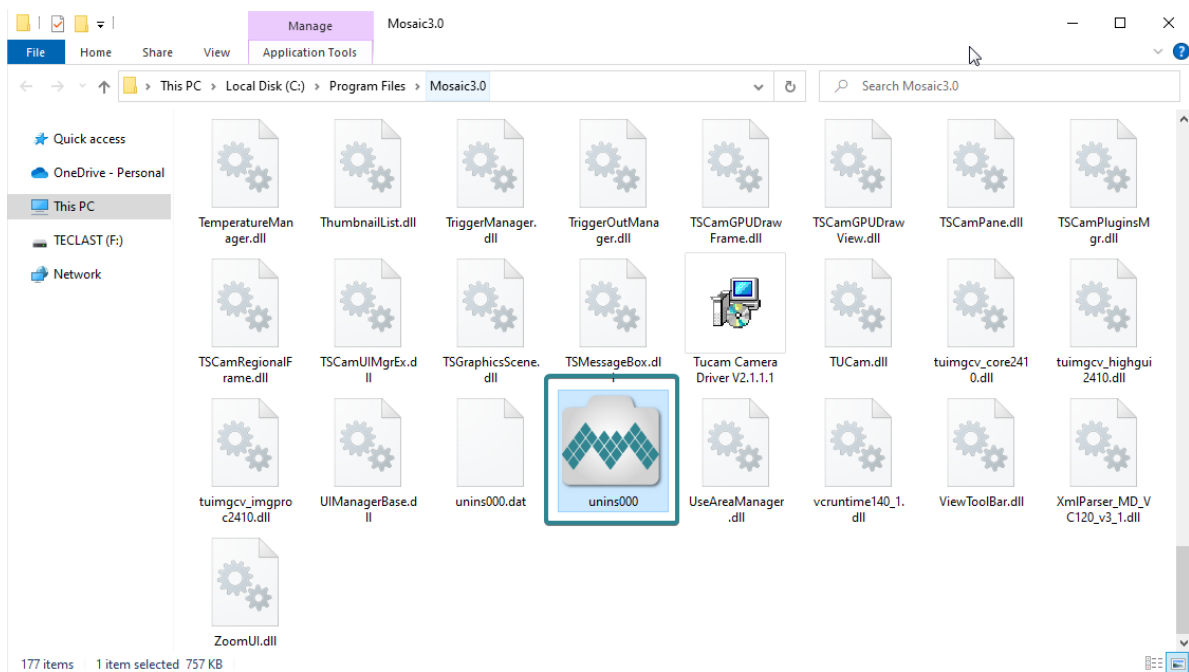 Manage
Mosaic3.0
File
Home
Share
View
Application Tools
?
This PC
Local Disk (C:)
Program Files
Mosaic3.0
Search Mosaic3.0
Quick access
OneDrive - Personal
This PC
TECLAST (F:)
Network
TemperatureMan
ager.dll
ThumbnailList.dll
TriggerManager.
dll
TriggerOutMana
ger.dll
TSCamGPUDraw
Frame.dll
TSCamGPUDraw
View.dll
TSCamPane.dll
TSCamPluginsM
gr.dll
TSCamRegionalF
rame.dll
TSCamUIMgrEx.d
ll
TSGraphicsScene.
dll
TSMessageBox.dl
l
Tucam Camera
Driver V2.1.1.1
TUCam.dll
tuimgcv_core241
0.dll
tuimgcv_highgui
2410.dll
tuimgcv_imgpro
c2410.dll
UIManagerBase.d
ll
unins000.dat
unins000
UseAreaManager
.dll
vcruntime140_1.
dll
ViewToolBar.dll
XmlParser_MD_V
C120_v3_1.dll
ZoomUI.dll
177 items
1 item selected 757 KB